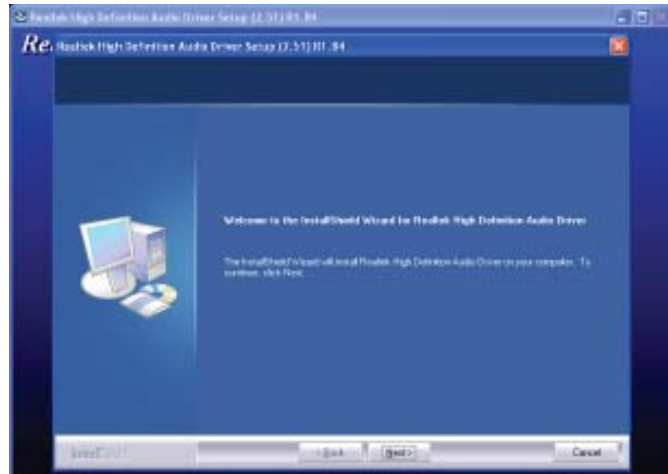 Realtek High Definition Audio Driver Setup (2.51) R1.84
Re
Realtek High Definition Audio Driver Setup (2.51) R1.84
Welcome to the InstallShield Wizard for Realtek High Definition Audio Driver
The InstallShield Wizard will install Realtek High Definition Audio Driver on your computer. To
continue, click Next.
InstallShield
< Back
Next >
Cancel